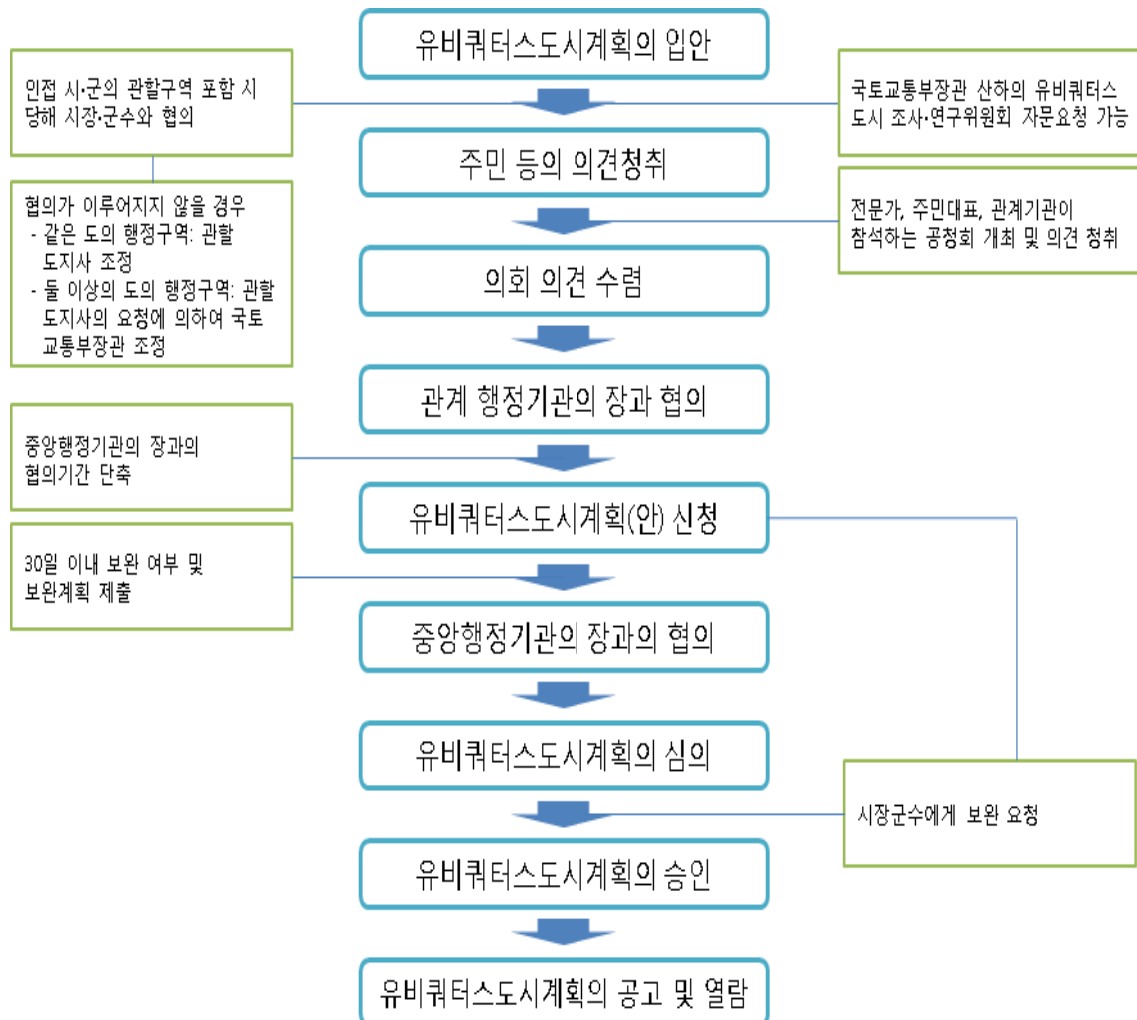 유비쿼터스도시계획의 입안
인접 시·군의 관할구역 포함 시
당해 시장·군수와 협의
국토교통부장관 산하의 유비쿼터스
도시 조사·연구위원회 자문요청 가능
주민 등의 의견청취
협의가 이루어지지 않을 경우
- 같은 도의 행정구역: 관할
도지사 조정
- 둘 이상의 도의 행정구역: 관할
도지사의 요청에 의하여 국토
교통부장관 조정
전문가, 주민대표, 관계기관이
참석하는 공청회 개최 및 의견 청취
의회 의견 수렴
관계 행정기관의 장과 협의
중앙행정기관의 장과의
협의기간 단축
유비쿼터스도시계획(안) 신청
30일 이내 보완 여부 및
보완계획 제출
중앙행정기관의 장과의 협의
유비쿼터스도시계획의 심의
시장군수에게 보완 요청
유비쿼터스도시계획의 승인
유비쿼터스도시계획의 공고 및 열람